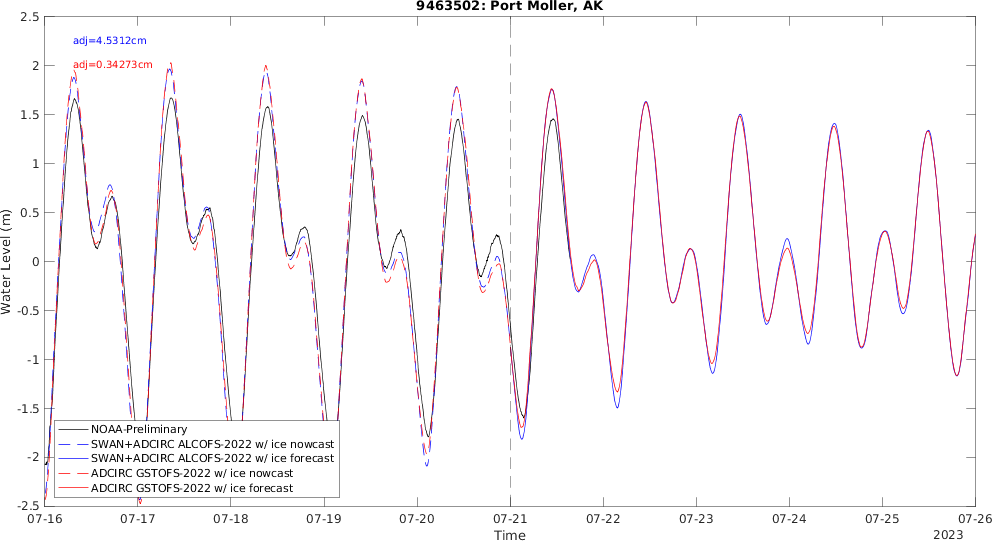 9463502: Port Moller, AK
2.5
2
1.5
1
0.5
0
-0.5
-1
-1.5
-2
-2.5
Water Level (m)
adj=4.5312cm
adj=0.34273cm
NOAA-Preliminary
SWAN+ADCIRC ALCOFS-2022 w/ ice nowcast
SWAN+ADCIRC ALCOFS-2022 w/ ice forecast
ADCIRC GSTOFS-2022 w/ ice nowcast
ADCIRC GSTOFS-2022 w/ ice forecast
07-16 07-17 07-18 07-19 07-20 07-21 07-22 07-23 07-24 07-25 07-26
Time
2023